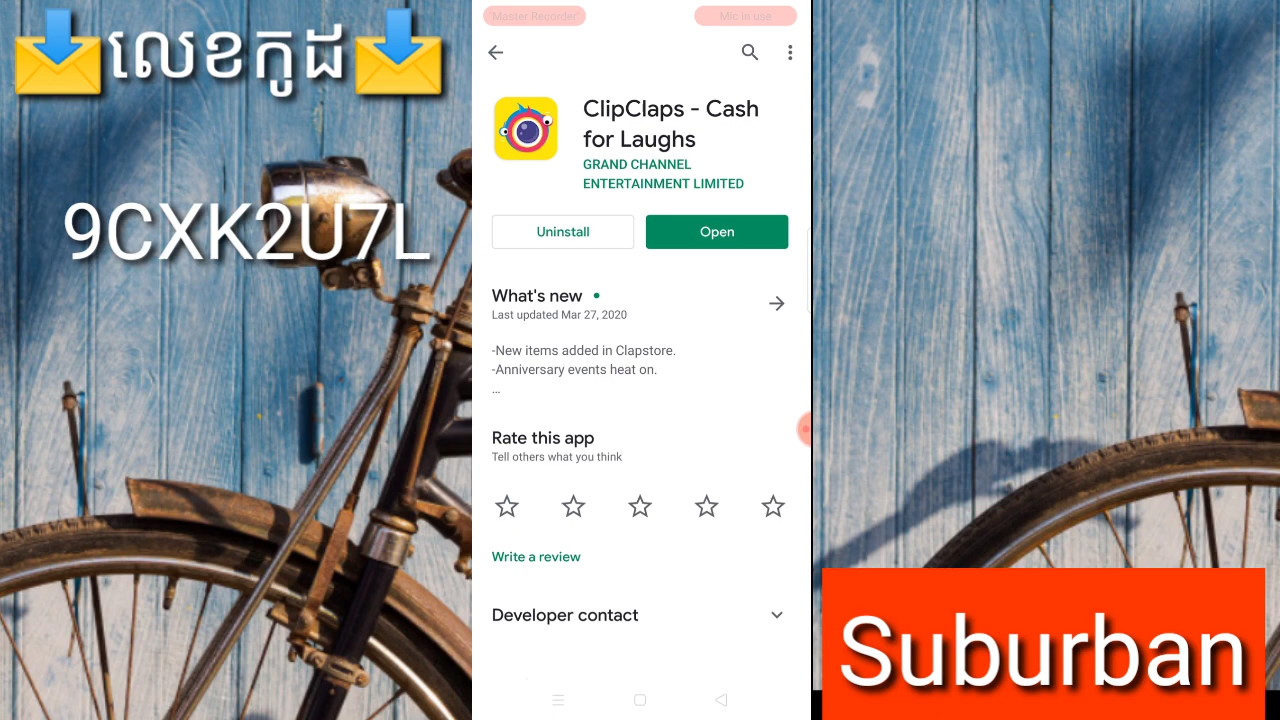 លេខកូដ
9CXK2U7L
"Master Recorder"
Mic in use
ClipClaps - Cash
for Laughs
GRAND CHANNEL
ENTERTAINMENT LIMITED
Uninstall
Open
What's new
Last updated Mar 27, 2020
-New items added in Clapstore.
-Anniversary events heat on.
...
Rate this app
Tell others what you think
Write a review
Developer contact
Suburban